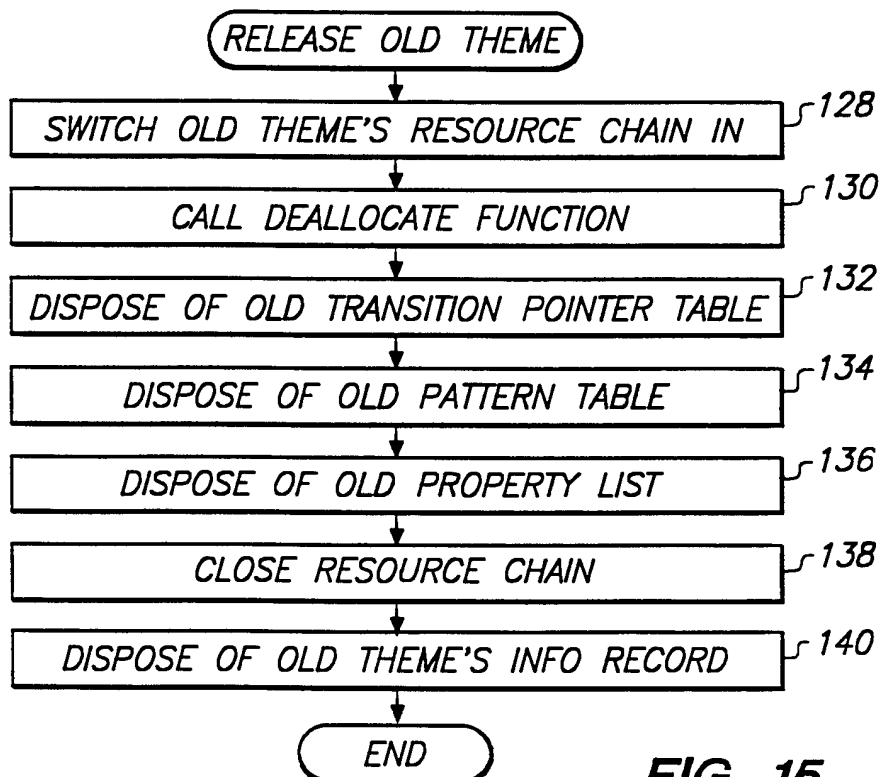 RELEASE OLD THEME
SWITCH OLD THEME'S RESOURCE CHAIN IN
128
CALL DEALLOCATE FUNCTION
130
DISPOSE OF OLD TRANSITION POINTER TABLE
132
DISPOSE OF OLD PATTERN TABLE
134
DISPOSE OF OLD PROPERTY LIST
136
CLOSE RESOURCE CHAIN
138
DISPOSE OF OLD THEME'S INFO RECORD
140
END
FIG. 15